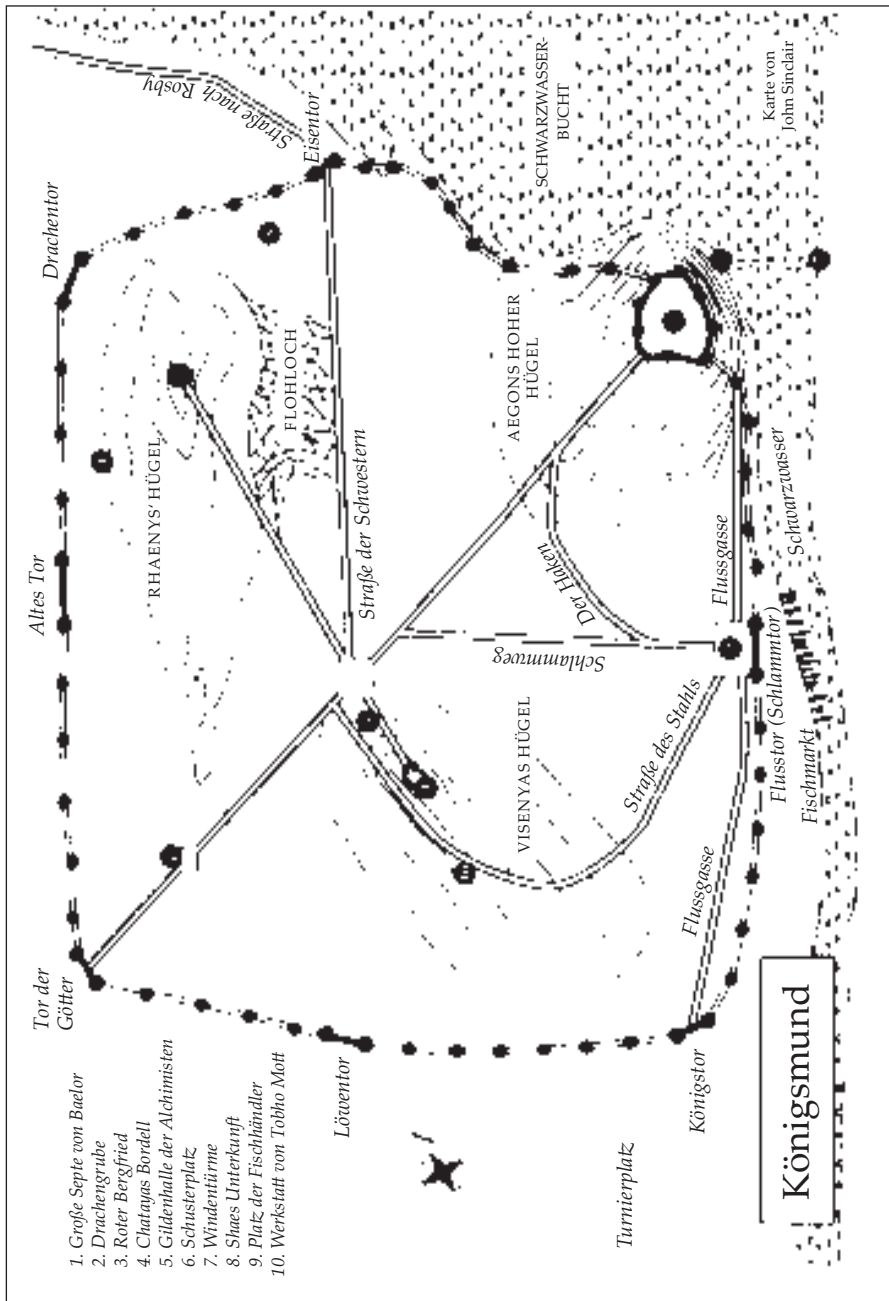 Königsmund
1. Große Septe von Baelor
2. Drachengrube
3. Roter Bergfried
4. Chatayas Bordell
5. Gildenhalle der Alchimisten
6. Schusterplatz
7. Windentürme
8. Shaes Unterkunft
9. Platz der Fischhändler
10. Werkstatt von Tobho Mott
Tor der
Götter
Altes Tor
Drachentor
Straße nach Rosby
Eisentor
RHAENYS' HÜGEL
FLOHLOCH
Straße der Schwestern
Löwentor
VISENYAS HÜGEL
Schlammweg
Der Haken
AEGONS HOHER
HÜGEL
SCHWARZWASSER-
BUCHT
Straße des Stahls
Turnierplatz
Königstor
Flussgasse
Flussgasse
Flusstor (Schlammtor)
Fischmarkt
Schwarzwasser
Karte von
John Sinclair